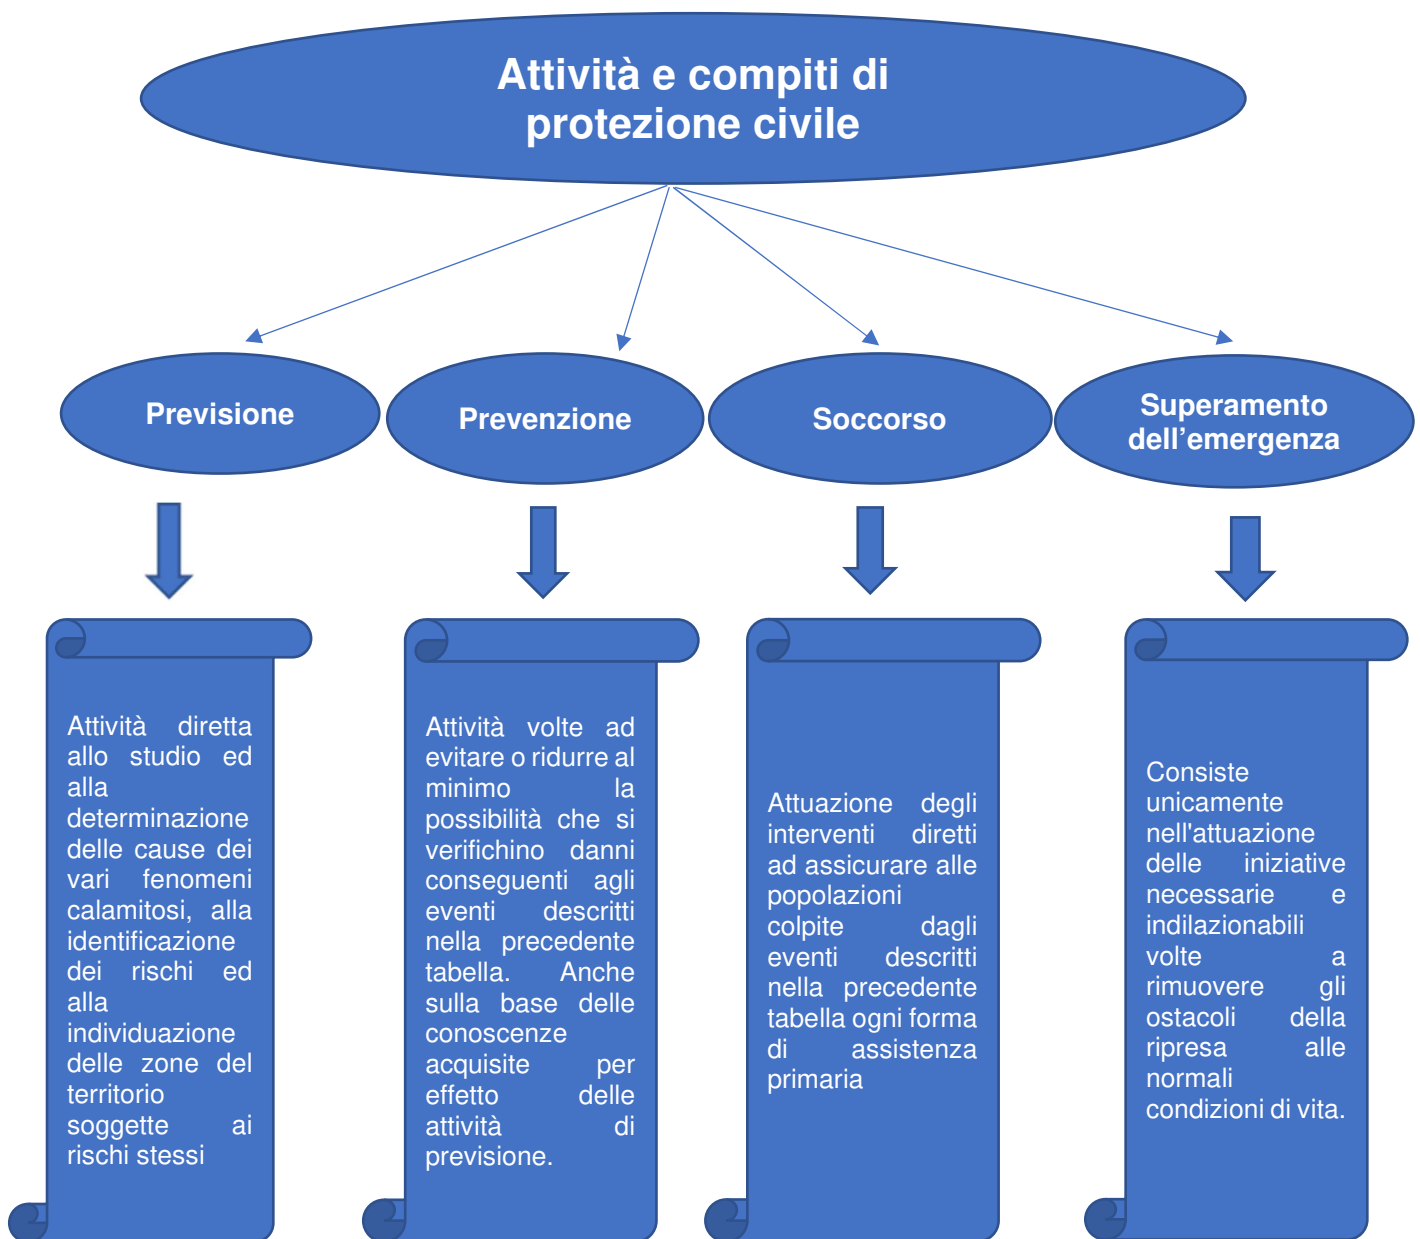 Attività e compiti di
protezione civile
Previsione
Prevenzione
Soccorso
Superamento
dell’emergenza
Attività diretta
allo studio ed
alla
determinazione
delle cause dei
vari fenomeni
calamitosi, alla
identificazione
dei rischi ed
alla
individuazione
delle zone del
territorio
soggette ai
rischi stessi
Attività volte ad
evitare o ridurre al
minimo la
possibilità che si
verifichino danni
conseguenti agli
eventi descritti
nella precedente
tabella. Anche
sulla base delle
conoscenze
acquisite per
effetto delle
attività di
previsione.
Attuazione degli
interventi diretti
ad assicurare alle
popolazioni
colpite dagli
eventi descritti
nella precedente
tabella ogni forma
di assistenza
primaria
Consiste
unicamente
nell'attuazione
delle iniziative
necessarie e
indilazionabili
volte a
rimuovere gli
ostacoli della
ripresa alle
normali
condizioni di vita.